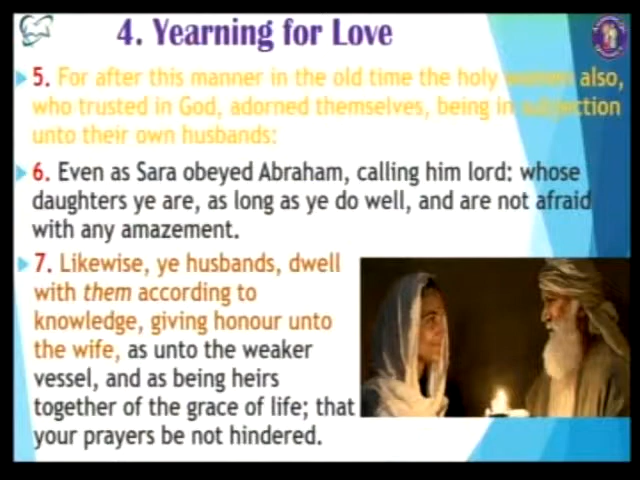 4. Yearning for Love
5. For after this manner in the old time the holy women also,
who trusted in God, adorned themselves, being in subjection
unto their own husbands:
6. Even as Sara obeyed Abraham, calling him lord: whose
daughters ye are, as long as ye do well, and are not afraid
with any amazement.
7. Likewise, ye husbands, dwell
with them according to
knowledge, giving honour unto
the wife, as unto the weaker
vessel, and as being heirs
together of the grace of life; that
your prayers be not hindered.